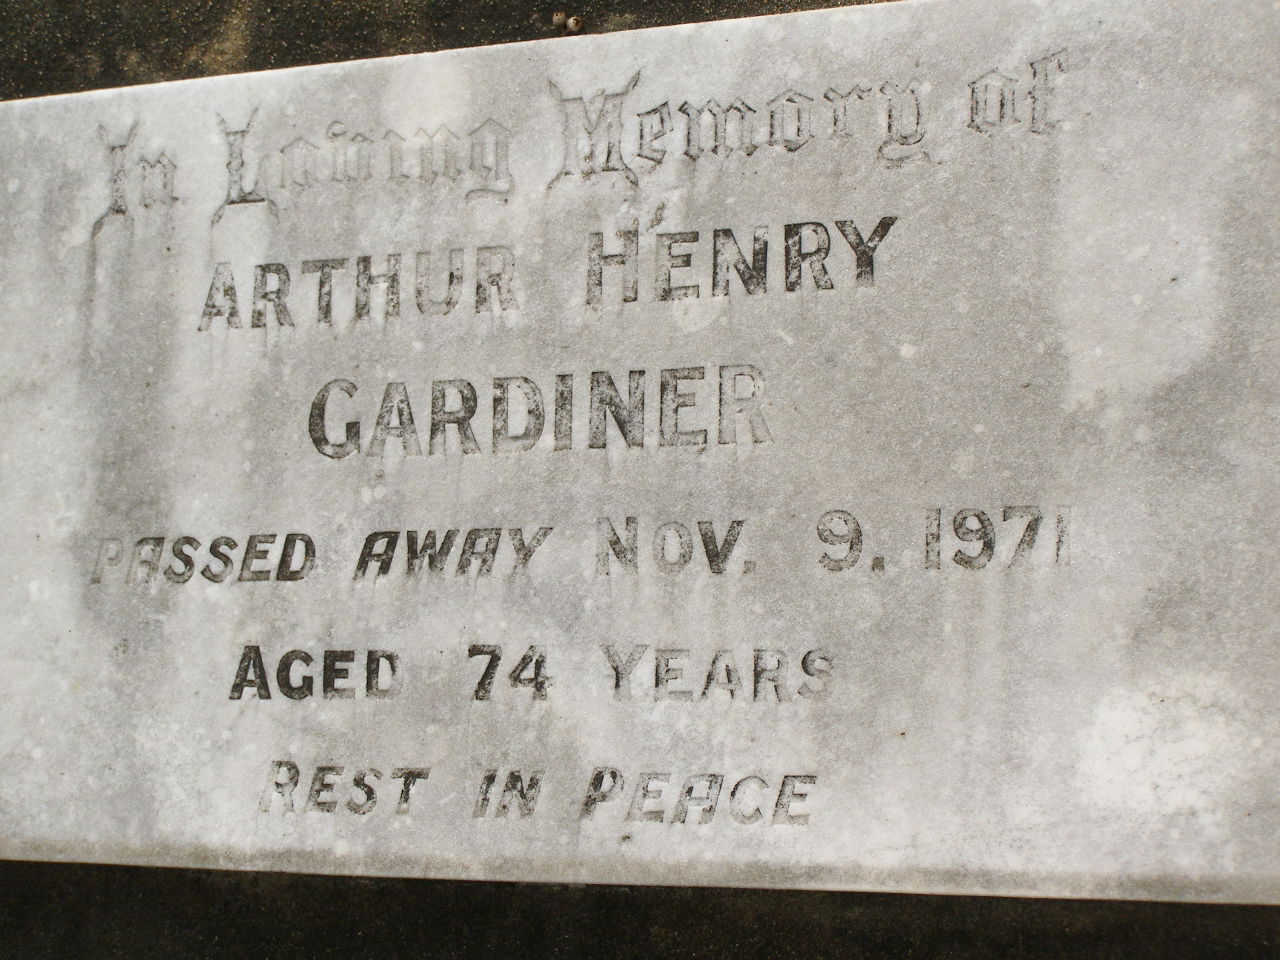 In Loving Memory of
ARTHUR HENRY
GARDINER
PASSED AWAY NOV. 9. 1971
AGED 74 YEARS
REST IN PEACE